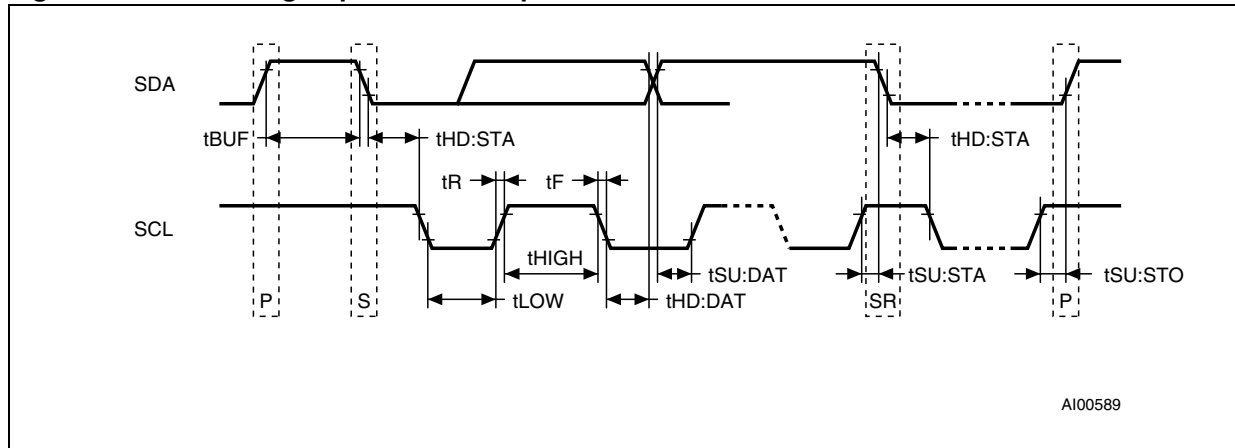 SDA
tBUF
tHD:STA
tHD:STA
tR
tF
SCL
tHIGH
tSU:DAT
tSU:STA
tSU:STO
P
S
tLOW
tHD:DAT
SR
P
AI00589